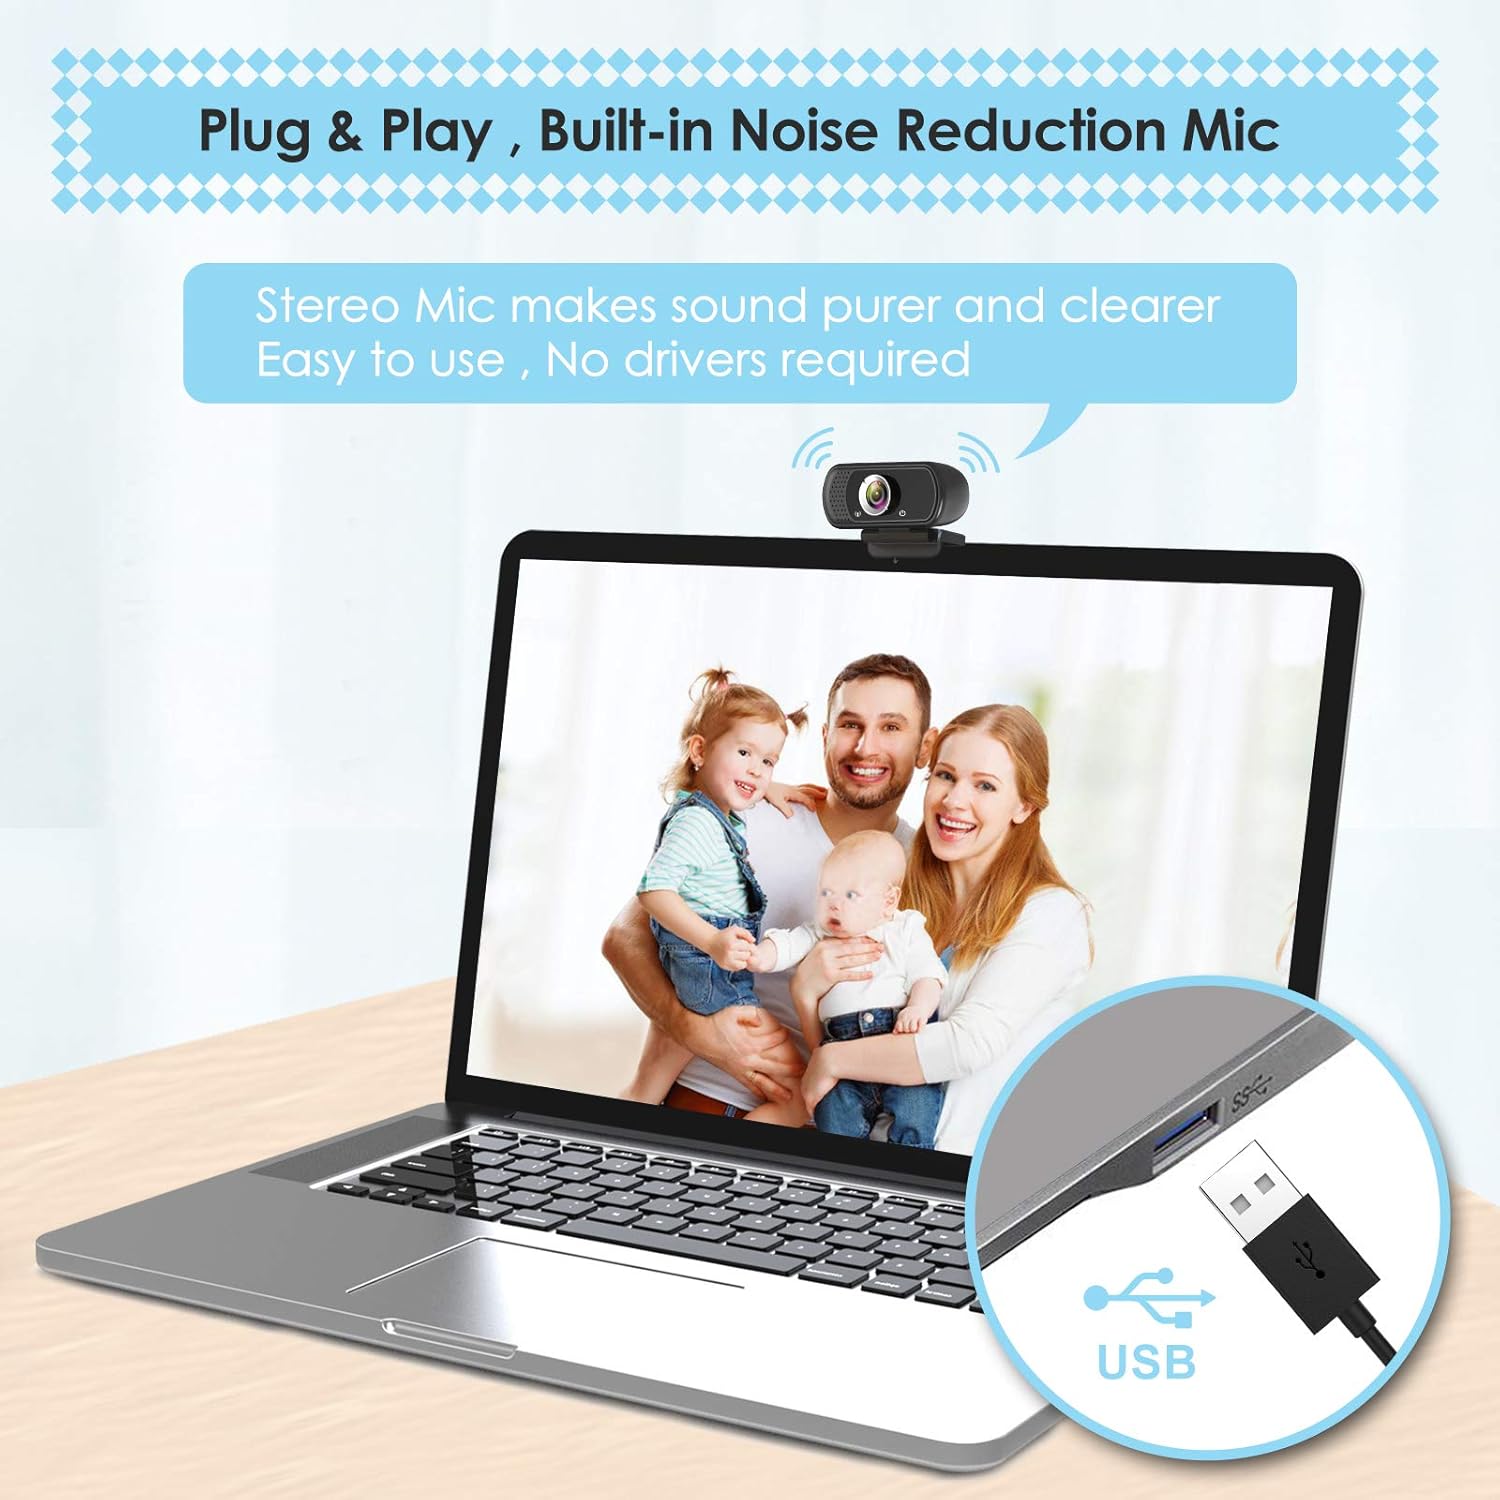 Plug & Play , Built-in Noise Reduction Mic
Stereo Mic makes sound purer and clearer
Easy to use , No drivers required
SS
USB